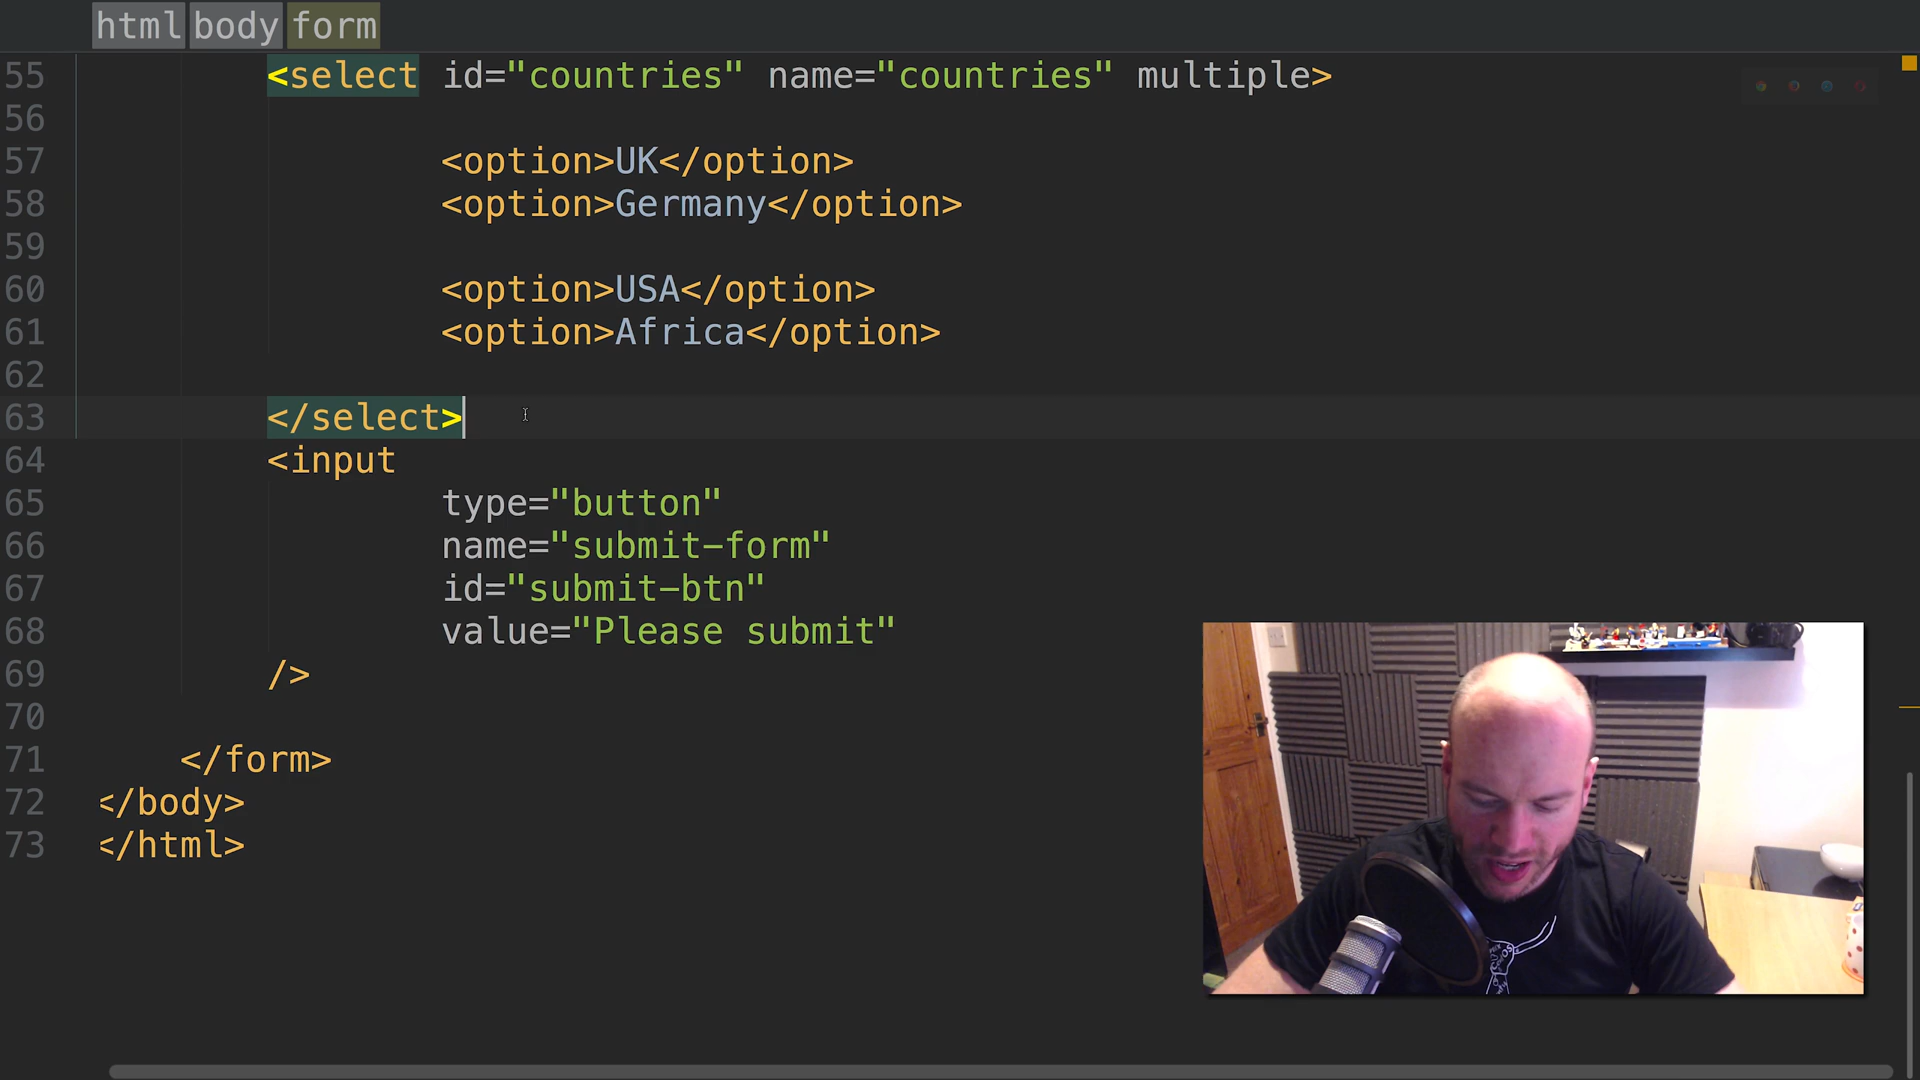 html body form
55 <select id="countries" name="countries" multiple>
56
57 <option>UK</option>
58 <option>Germany</option>
59
60 <option>USA</option>
61 <option>Africa</option>
62
63 </select>
64 <input
65 type="button"
66 name="submit-form"
67 id="submit-btn"
68 value="Please submit"
69 />
70
71 </form>
72 </body>
73 </html>